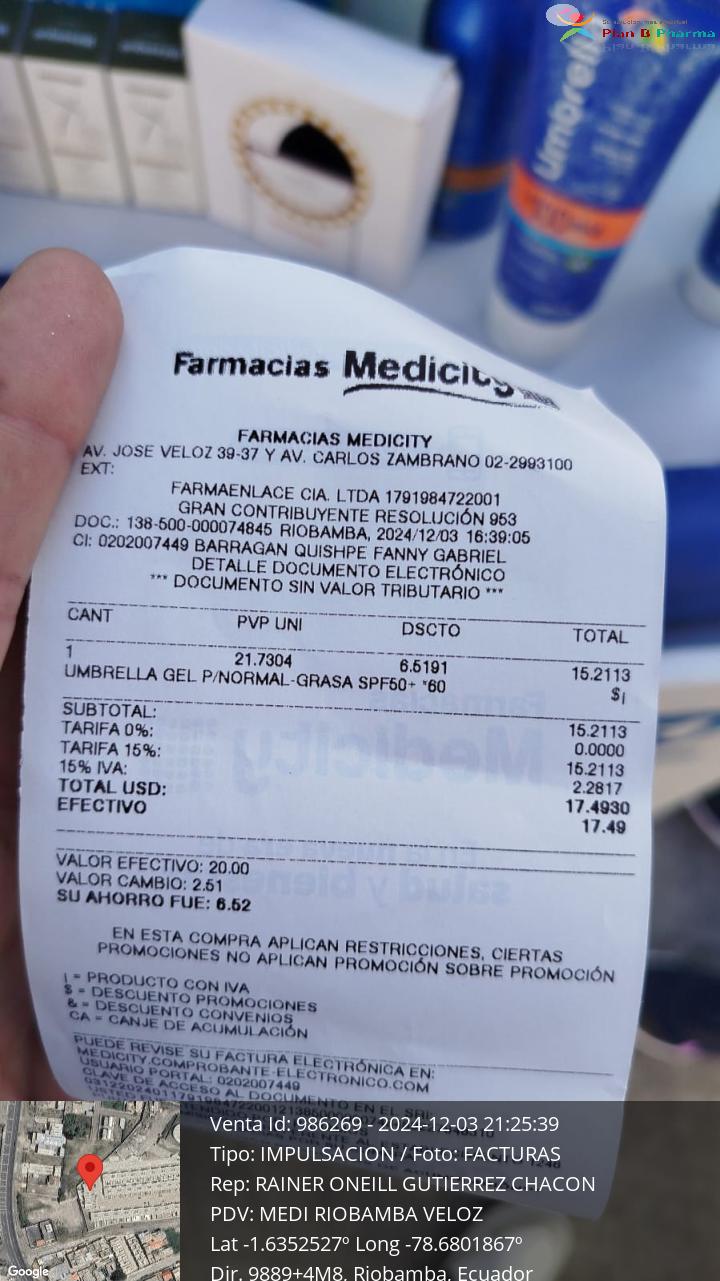 Plan B Pharma
Umbrella
Farmacias Medicity
FARMACIAS MEDICITY
AV. JOSE VELOZ 39-37 Y AV. CARLOS ZAMBRANO 02-2993100
EXT:
FARMAENLACE CIA. LTDA 1791984722001
GRAN CONTRIBUYENTE RESOLUCIÓN 953
DOC.: 138-500-000074845 RIOBAMBA, 2024/12/03 16:39:05
CI: 0202007449 BARRAGAN QUISHPE FANNY GABRIEL
DETALLE DOCUMENTO ELECTRÓNICO
*** DOCUMENTO SIN VALOR TRIBUTARIO ***
CANT PVP UNI DSCTO TOTAL
1 21.7304 6.5191 15.2113
UMBRELLA GEL P/NORMAL-GRASA SPF50+ *60 $¡
SUBTOTAL: 15.2113
TARIFA 0%: 0.0000
TARIFA 15%: 15.2113
15% IVA: 2.2817
TOTAL USD: 17.4930
EFECTIVO 17.49
VALOR EFECTIVO: 20.00
VALOR CAMBIO: 2.51
SU AHORRO FUE: 6.52
EN ESTA COMPRA APLICAN RESTRICCIONES, CIERTAS
PROMOCIONES NO APLICAN PROMOCIÓN SOBRE PROMOCIÓN
¡ = PRODUCTO CON IVA
$ = DESCUENTO PROMOCIONES
& = DESCUENTO CONVENIOS
CA = CANJE DE ACUMULACIÓN
PUEDE REVISE SU FACTURA ELECTRÓNICA EN:
MEDICITY.COMPROBANTE-ELECTRONICO.COM
USUARIO PORTAL: 0202007449
CLAVE DE ACCESO AL DOCUMENTO EN EL SRI:
Venta Id: 986269 - 2024-12-03 21:25:39
Tipo: IMPULSACION / Foto: FACTURAS
Rep: RAINER ONEILL GUTIERREZ CHACON
PDV: MEDI RIOBAMBA VELOZ
Lat -1.6352527º Long -78.6801867º
Dir. 9889+4M8, Riobamba, Ecuador
Google